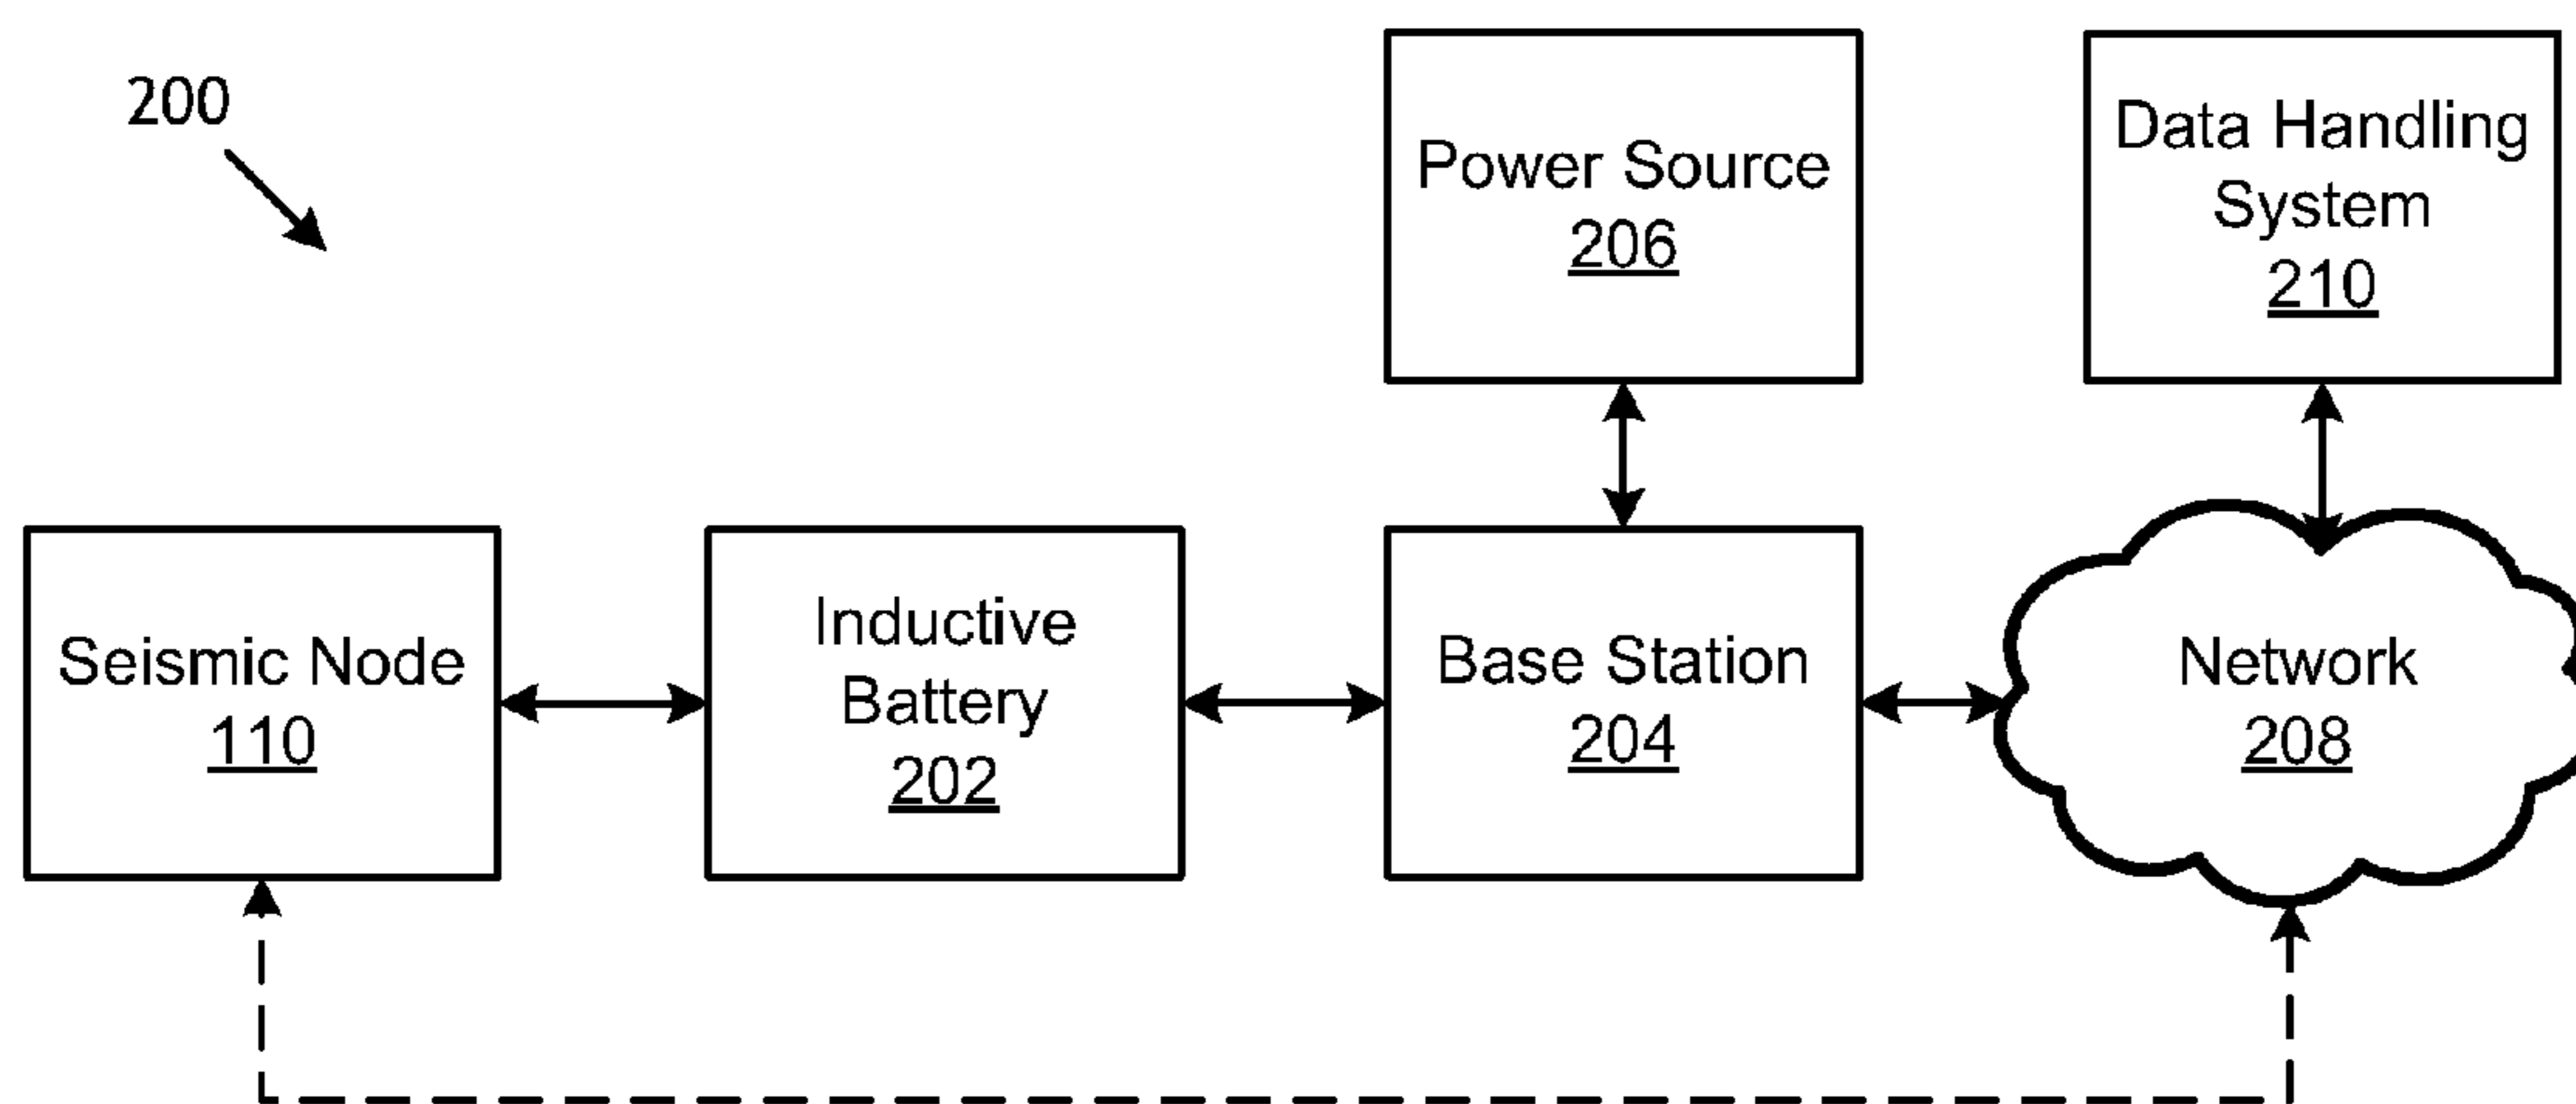 200
Power Source
206
Data Handling
System
210
Seismic Node
110
Inductive
Battery
202
Base Station
204
Network
208